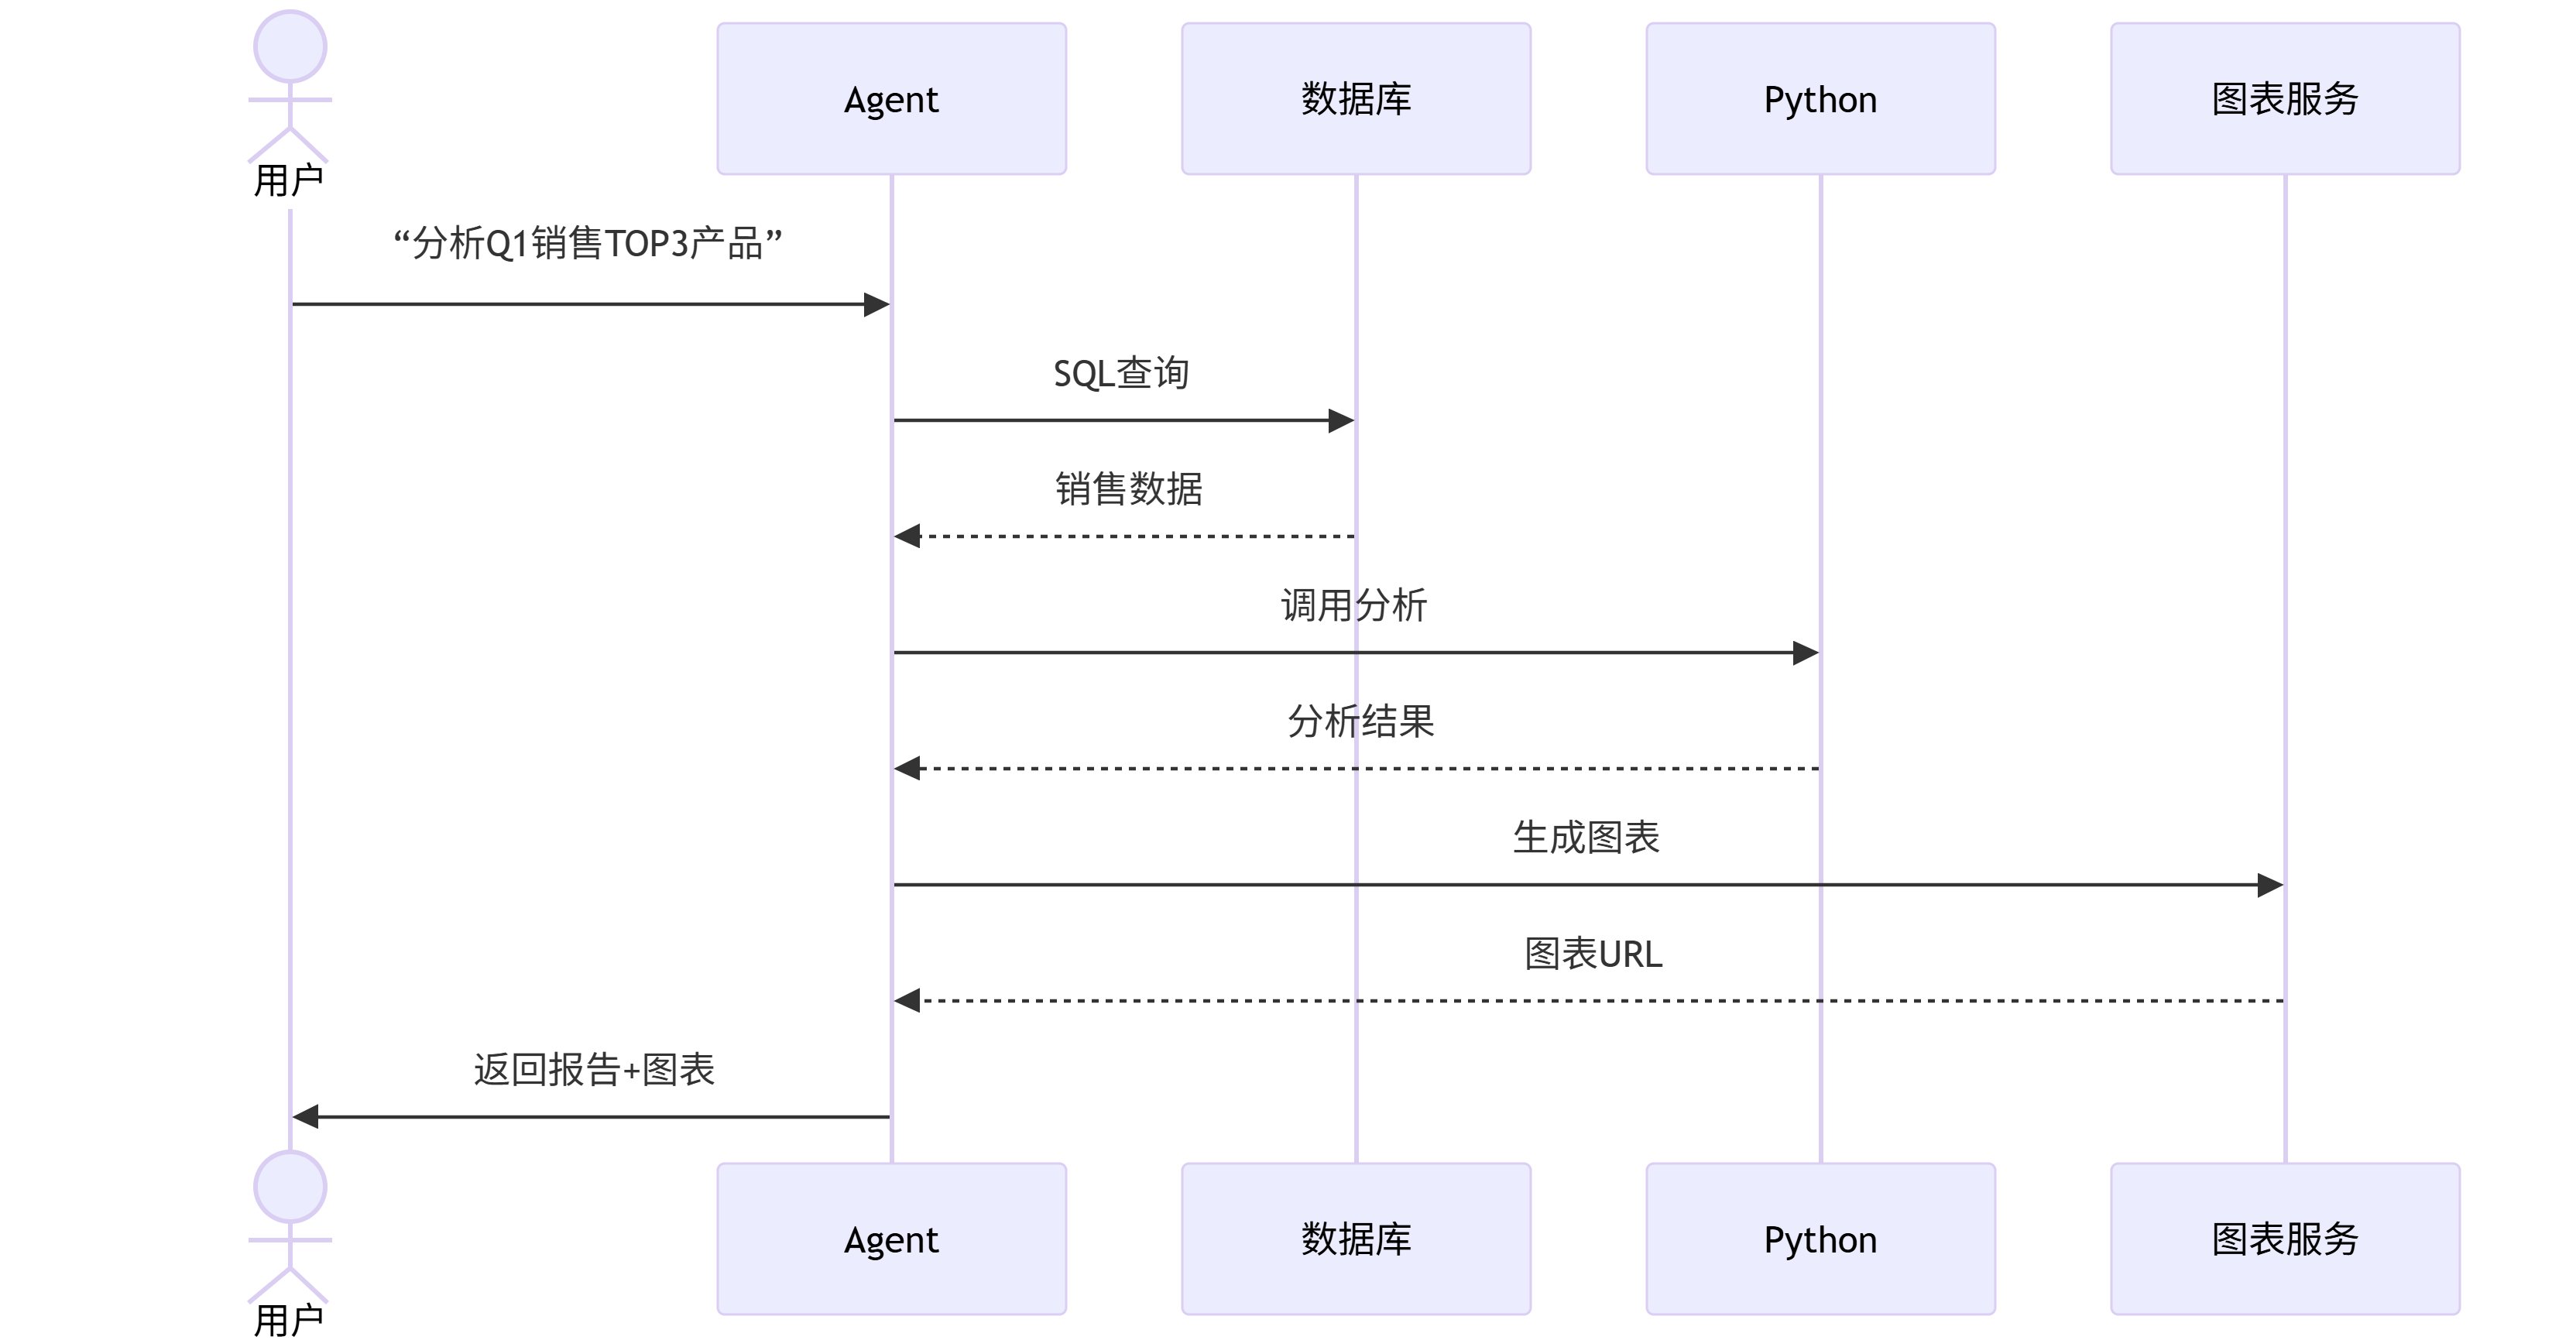 用户
Agent
数据库
Python
图表服务
“分析Q1销售TOP3产品”
SQL查询
销售数据
调用分析
分析结果
生成图表
图表URL
返回报告+图表
用户
Agent
数据库
Python
图表服务